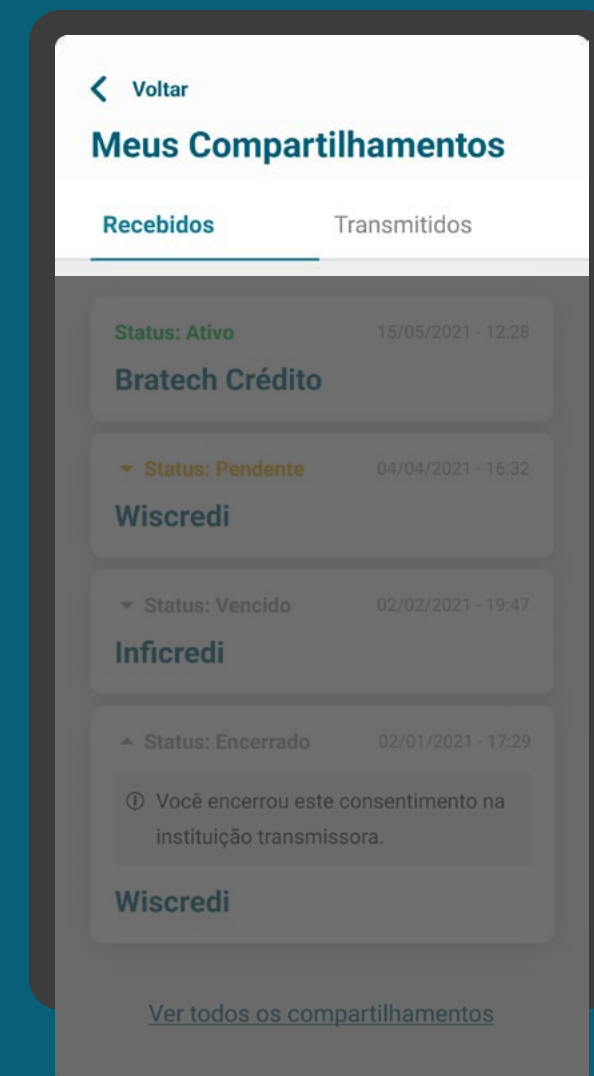 Voltar
Meus Compartilhamentos
Recebidos Transmitidos
Status: Ativo 15/05/2021 - 12:28
Bratech Crédito
Status: Pendente 04/04/2021 - 16:32
Wiscredi
Status: Vencido 02/02/2021 - 19:47
Inficredi
Status: Encerrado 02/01/2021 - 17:29
Você encerrou este consentimento na
instituição transmissora.
Wiscredi
Ver todos os compartilhamentos